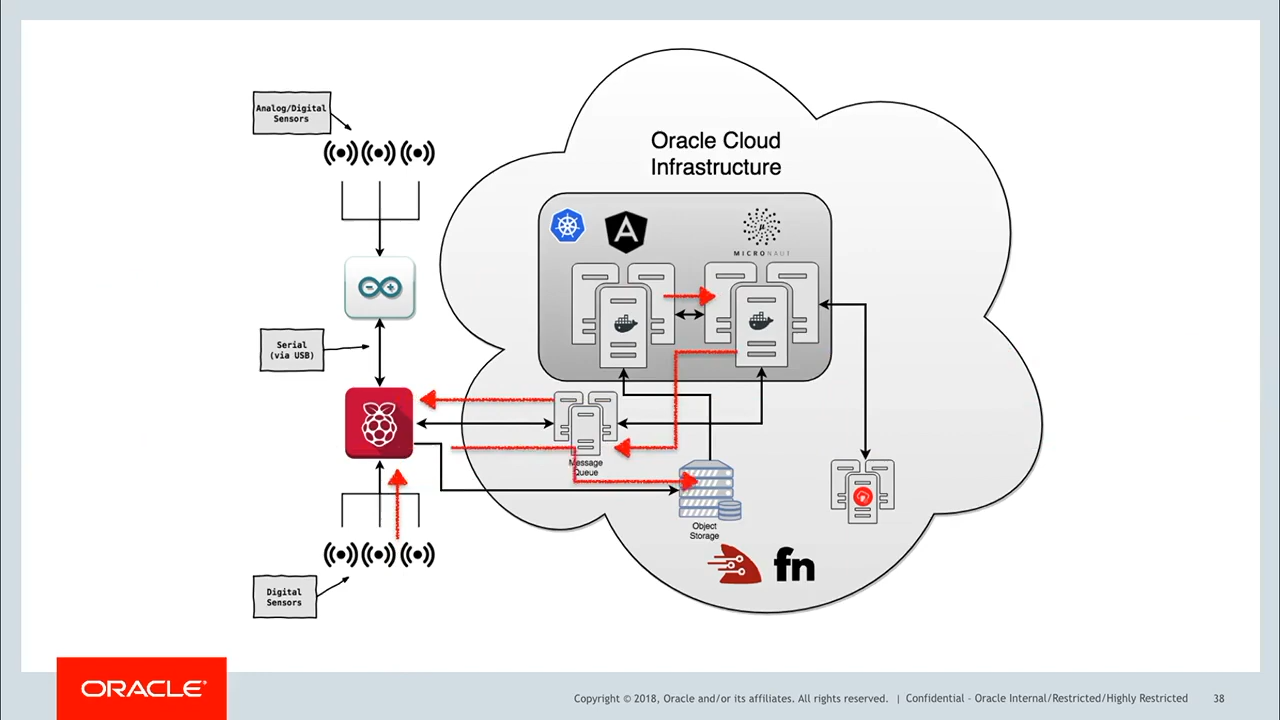 Analog/Digital
Sensors
Oracle Cloud
Infrastructure
A
μ
MICRONAUT
Serial
(via USB)
Message
Queue
Object
Storage
fn
Digital
Sensors
ORACLE®
Copyright © 2018, Oracle and/or its affiliates. All rights reserved. | Confidential – Oracle Internal/Restricted/Highly Restricted 38